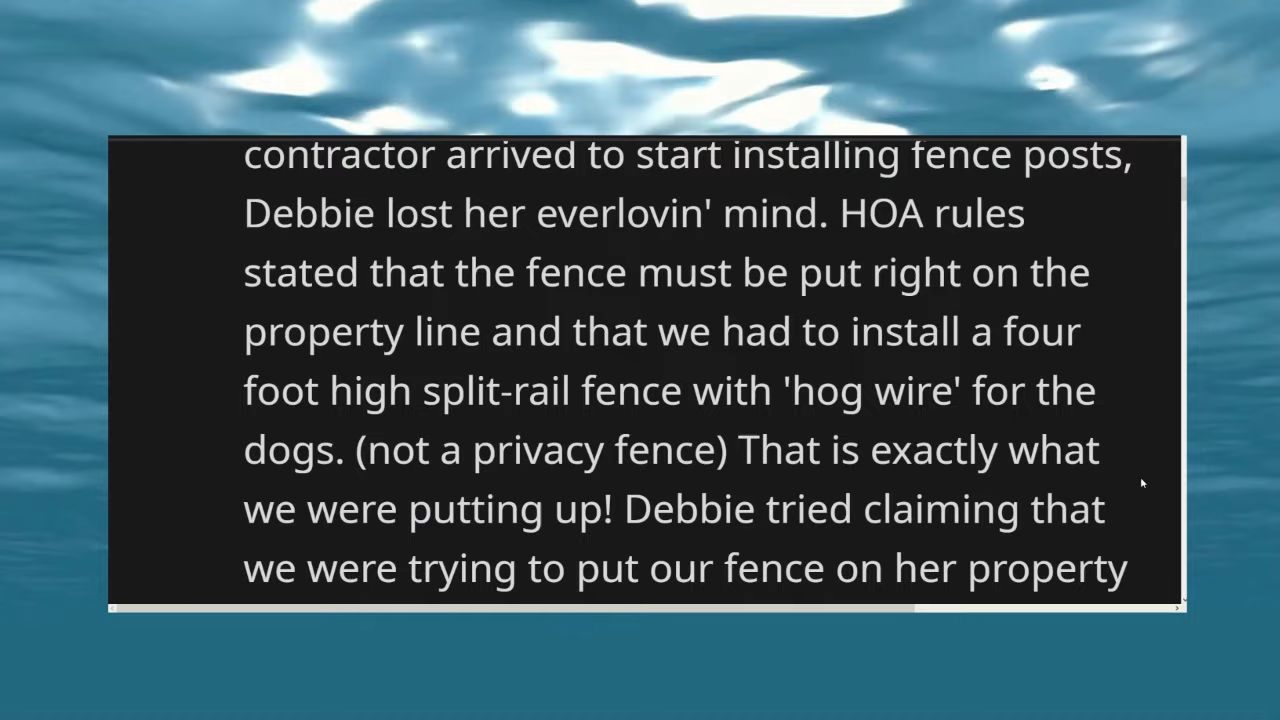 contractor arrived to start installing fence posts,
Debbie lost her everlovin' mind. HOA rules
stated that the fence must be put right on the
property line and that we had to install a four
foot high split-rail fence with 'hog wire' for the
dogs. (not a privacy fence) That is exactly what
we were putting up! Debbie tried claiming that
we were trying to put our fence on her property